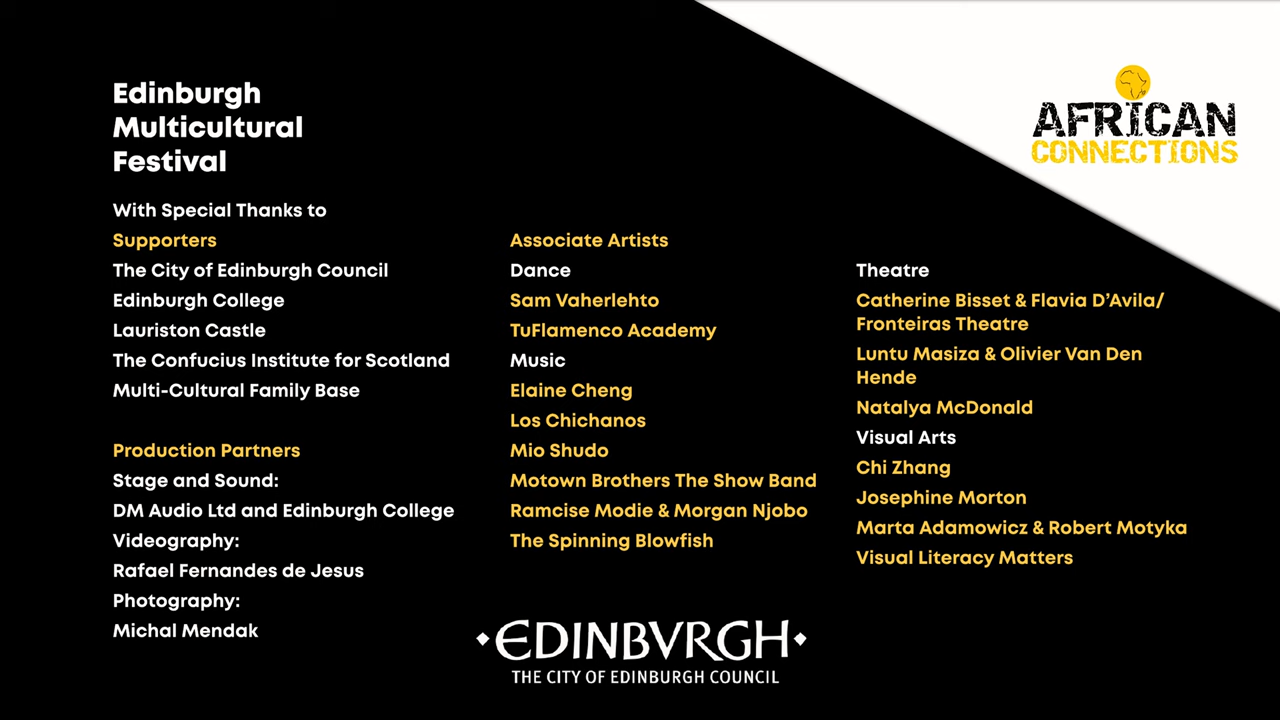 Edinburgh
Multicultural
Festival
AFRICAN
CONNECTIONS
With Special Thanks to
Supporters
The City of Edinburgh Council
Edinburgh College
Lauriston Castle
The Confucius Institute for Scotland
Multi-Cultural Family Base
Production Partners
Stage and Sound:
DM Audio Ltd and Edinburgh College
Videography:
Rafael Fernandes de Jesus
Photography:
Michal Mendak
Associate Artists
Dance
Sam Vaherlehto
TuFlamenco Academy
Music
Elaine Cheng
Los Chichanos
Mio Shudo
Motown Brothers The Show Band
Ramcise Modie & Morgan Njobo
The Spinning Blowfish
Theatre
Catherine Bisset & Flavia D’Avila/
Fronteiras Theatre
Luntu Masiza & Olivier Van Den
Hende
Natalya McDonald
Visual Arts
Chi Zhang
Josephine Morton
Marta Adamowicz & Robert Motyka
Visual Literacy Matters
EDINBVRGH
THE CITY OF EDINBURGH COUNCIL